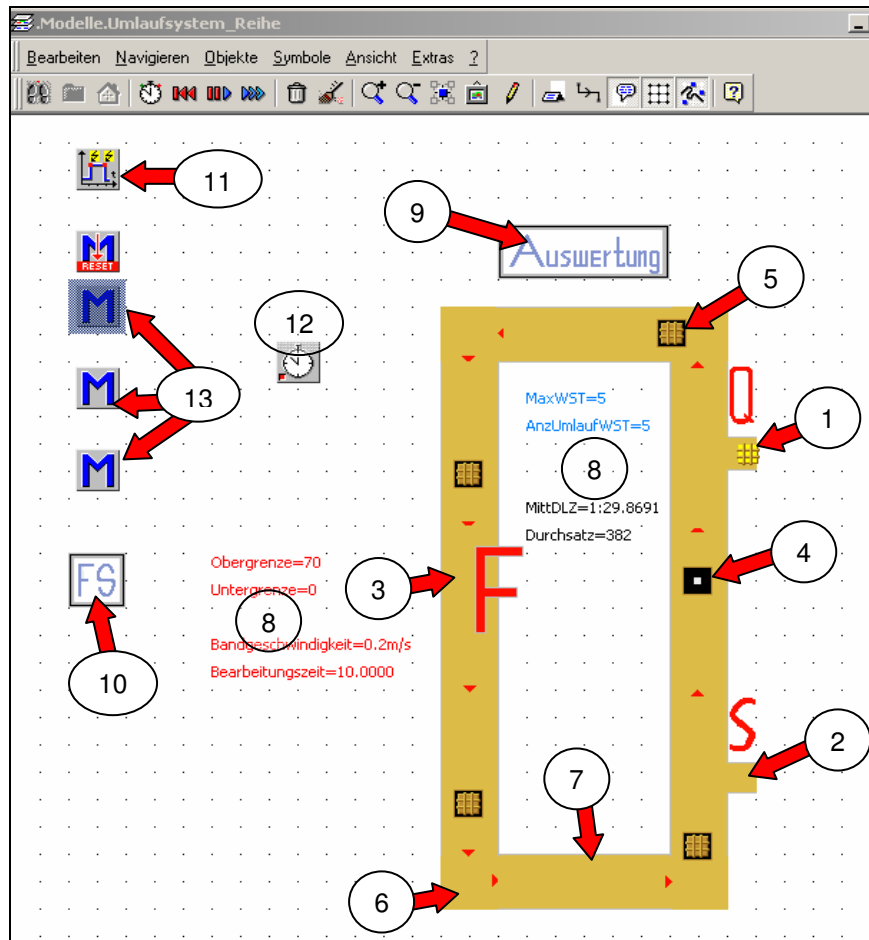 .Modelle.Umlaufsystem_Reihe
Bearbeiten Navigieren Objekte Symbole Ansicht Extras ?
11
9
Auswertung
M
RESET
5
M
12
Q
13
M
MaxWST=5
1
AnzUmlaufWST=5
8
M
MittDLZ=1:29.8691
Durchsatz=382
F
4
FS
Obergrenze=70
3
Untergrenze=0
8
Bandgeschwindigkeit=0.2m/s
Bearbeitungszeit=10.0000
10
S
2
7
6